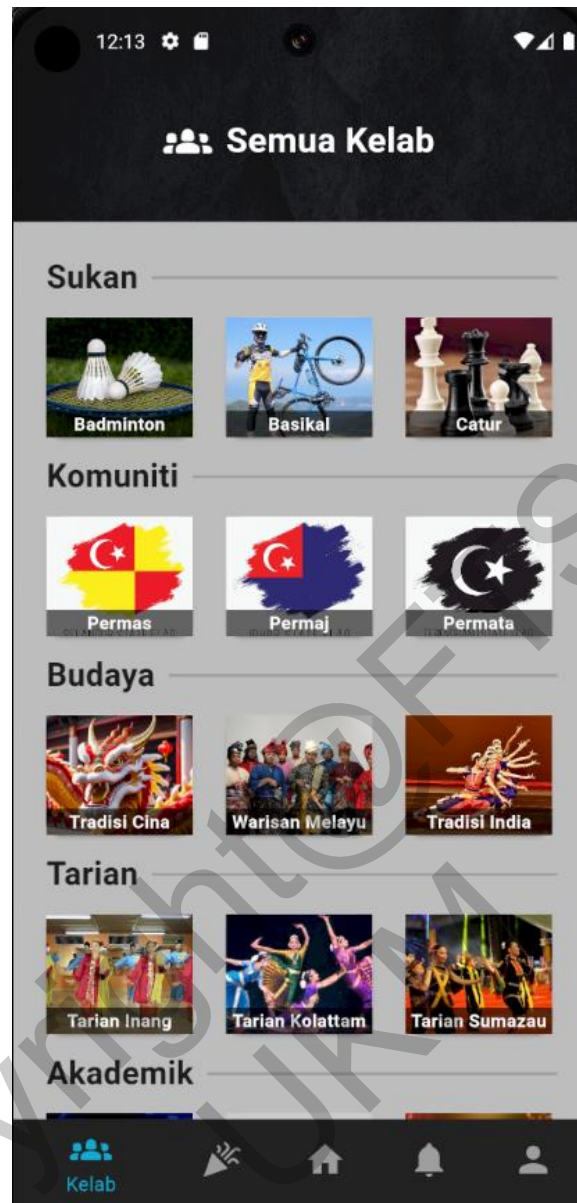 12:13
Semua Kelab
Sukan
Badminton
Basikal
Catur
Komuniti
Permas
Permaj
Permata
Budaya
Tradisi Cina
Warisan Melayu
Tradisi India
Tarian
Tarian Inang
Tarian Kolattam
Tarian Sumazau
Akademik
Kelab
UKM